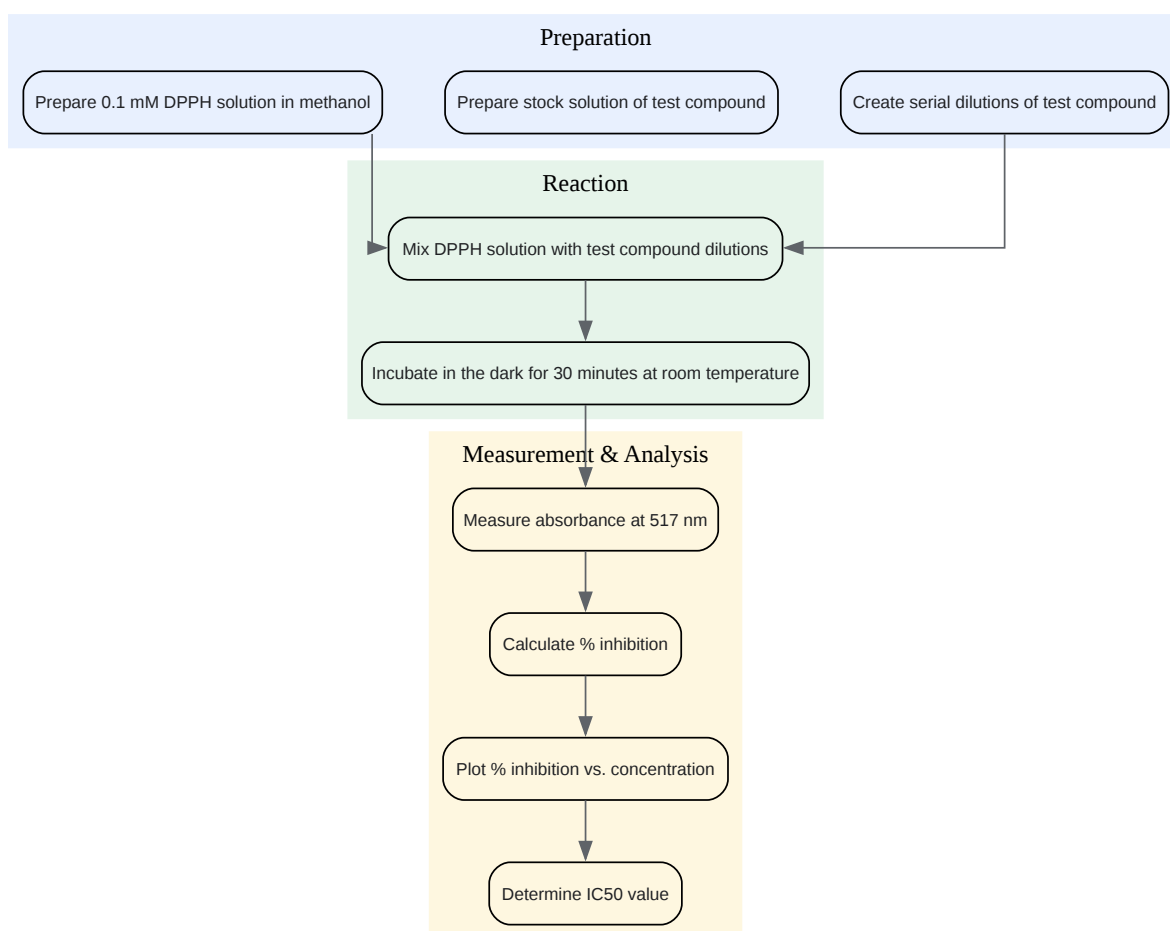 Preparation
Prepare 0.1 mM DPPH solution in methanol
Prepare stock solution of test compound
Create serial dilutions of test compound
Reaction
Mix DPPH solution with test compound dilutions
Incubate in the dark for 30 minutes at room temperature
Measurement & Analysis
Measure absorbance at 517 nm
Calculate % inhibition
Plot % inhibition vs. concentration
Determine IC50 value